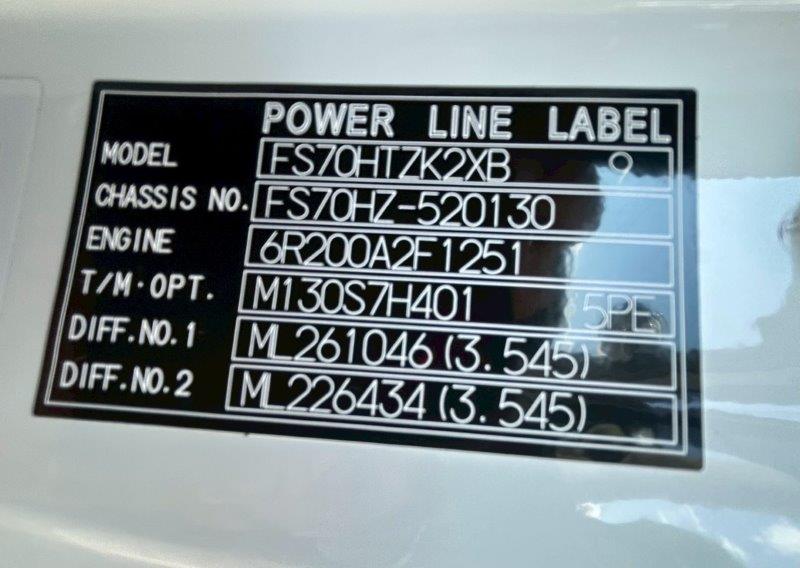 POWER LINE LABEL
MODEL FS70HTZK2XB 9
CHASSIS NO. FS70HZ-520130
ENGINE 6R200A2F1251
T/M·OPT. M130S7H401 5PE
DIFF.NO.1 ML261046(3.545)
DIFF.NO.2 ML226434(3.545)